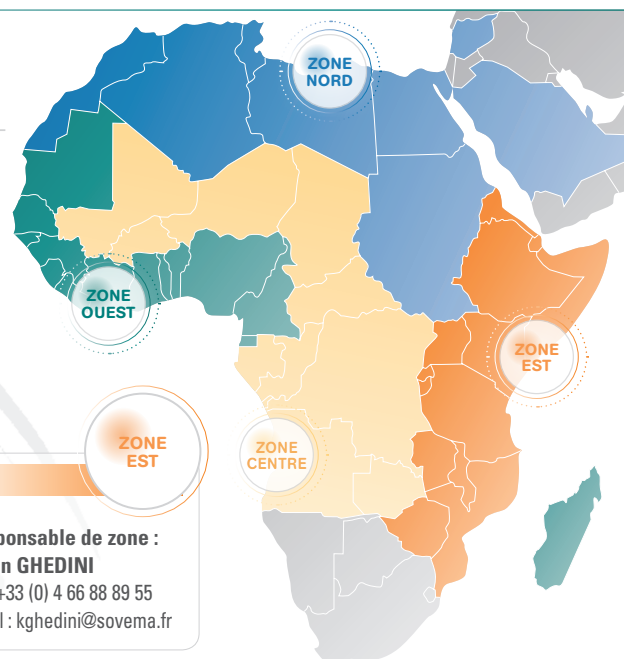 ZONE
NORD
ZONE
OUEST
ZONE
EST
ZONE
EST
ZONE
CENTRE
ponsable de zone :
n GHEDINI
+33 (0) 4 66 88 89 55
l : kghedini@sovema.fr